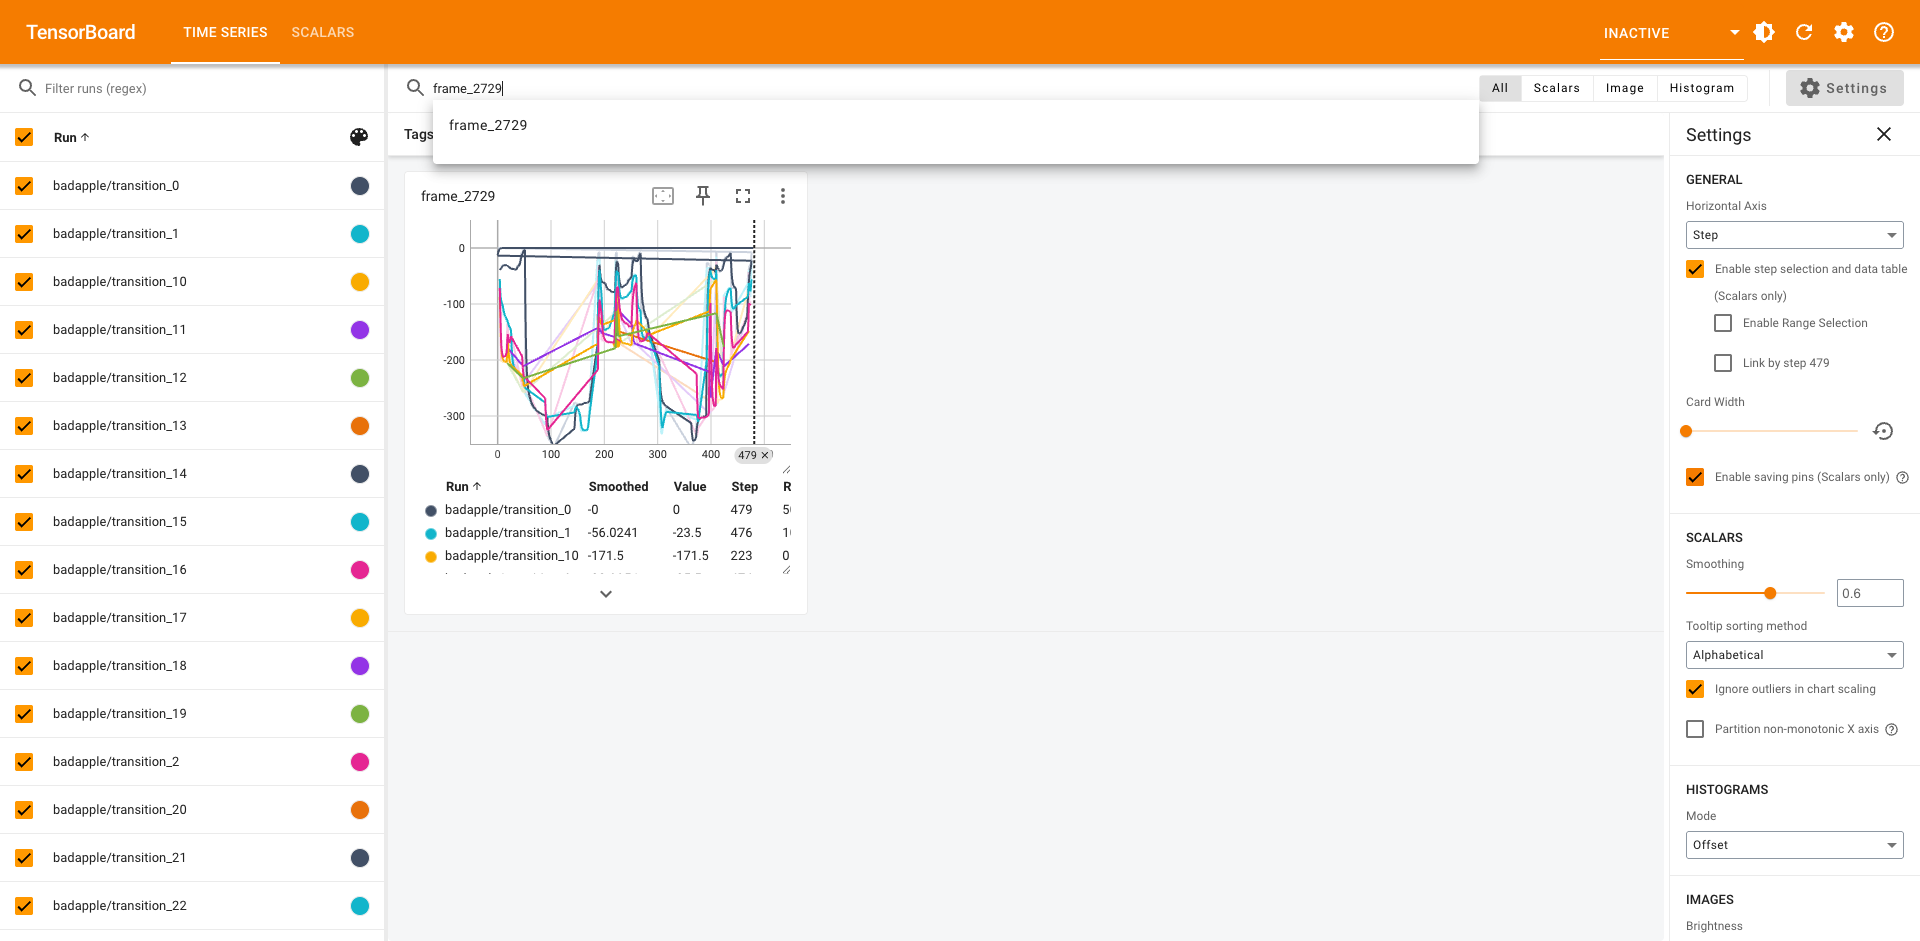 TensorBoard
TIME SERIES
SCALARS
INACTIVE
Filter runs (regex)
frame_2729
All
Scalars
Image
Histogram
Settings
frame_2729
Run
Tags
badapple/transition_0
badapple/transition_1
badapple/transition_10
badapple/transition_11
badapple/transition_12
badapple/transition_13
badapple/transition_14
badapple/transition_15
badapple/transition_16
badapple/transition_17
badapple/transition_18
badapple/transition_19
badapple/transition_2
badapple/transition_20
badapple/transition_21
badapple/transition_22
frame_2729
0
-100
-200
-300
0 100 200 300 400 479
Run Smoothed Value Step R
badapple/transition_0 -0 0 479
badapple/transition_1 -56.0241 -23.5 476
badapple/transition_10 -171.5 -171.5 223 0
Settings
GENERAL
Horizontal Axis
Step
Enable step selection and data table
(Scalars only)
Enable Range Selection
Link by step 479
Card Width
Enable saving pins (Scalars only)
SCALARS
Smoothing
0.6
Tooltip sorting method
Alphabetical
Ignore outliers in chart scaling
Partition non-monotonic X axis
HISTOGRAMS
Mode
Offset
IMAGES
Brightness